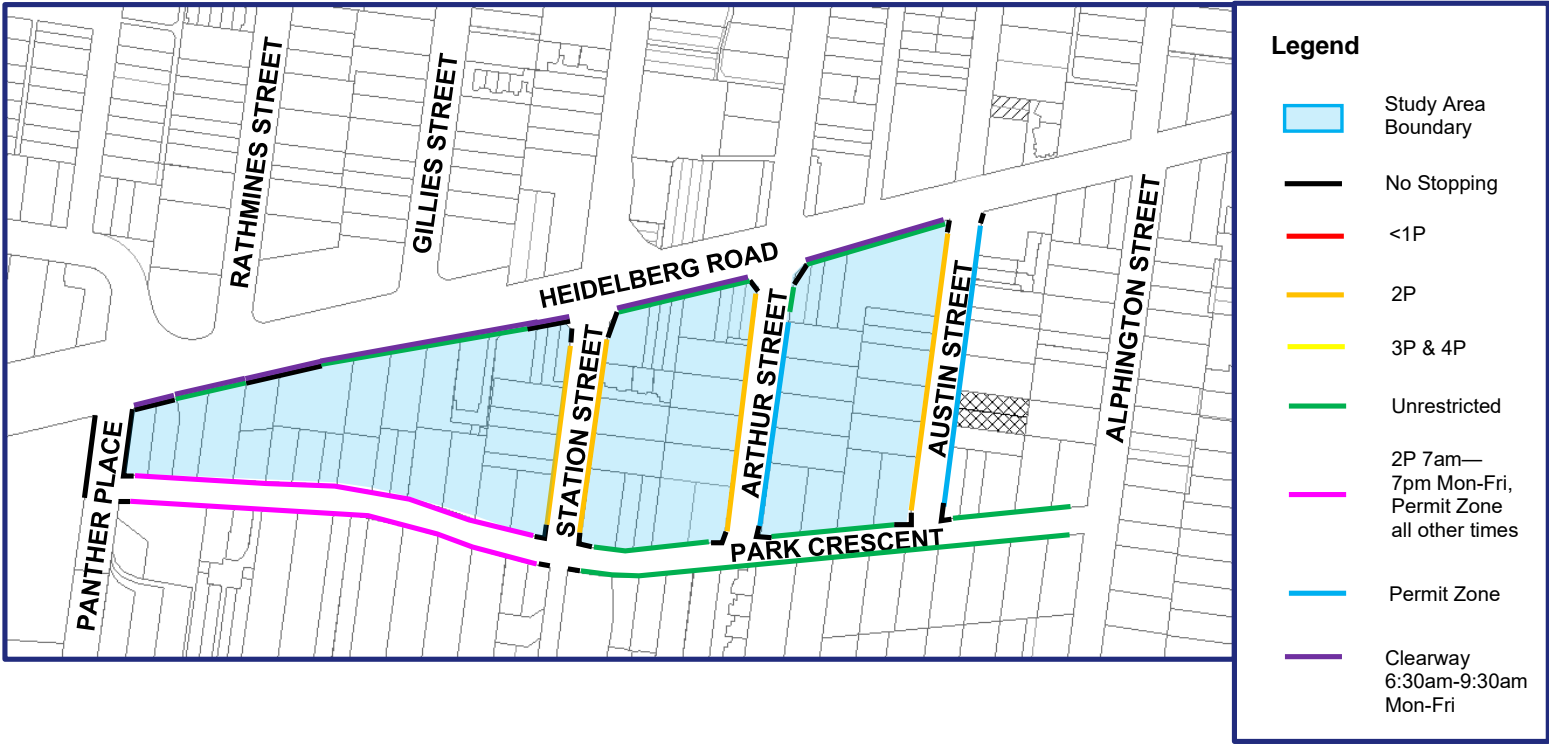 RATHMINES STREET
GILLIES STREET
HEIDELBERG ROAD
STATION STREET
ARTHUR STREET
AUSTIN STREET
ALPHINGTON STREET
PANTHER PLACE
PARK CRESCENT
Legend
Study Area
Boundary
No Stopping
<1P
2P
3P & 4P
Unrestricted
2P 7am—
7pm Mon-Fri,
Permit Zone
all other times
Permit Zone
Clearway
6:30am-9:30am
Mon-Fri